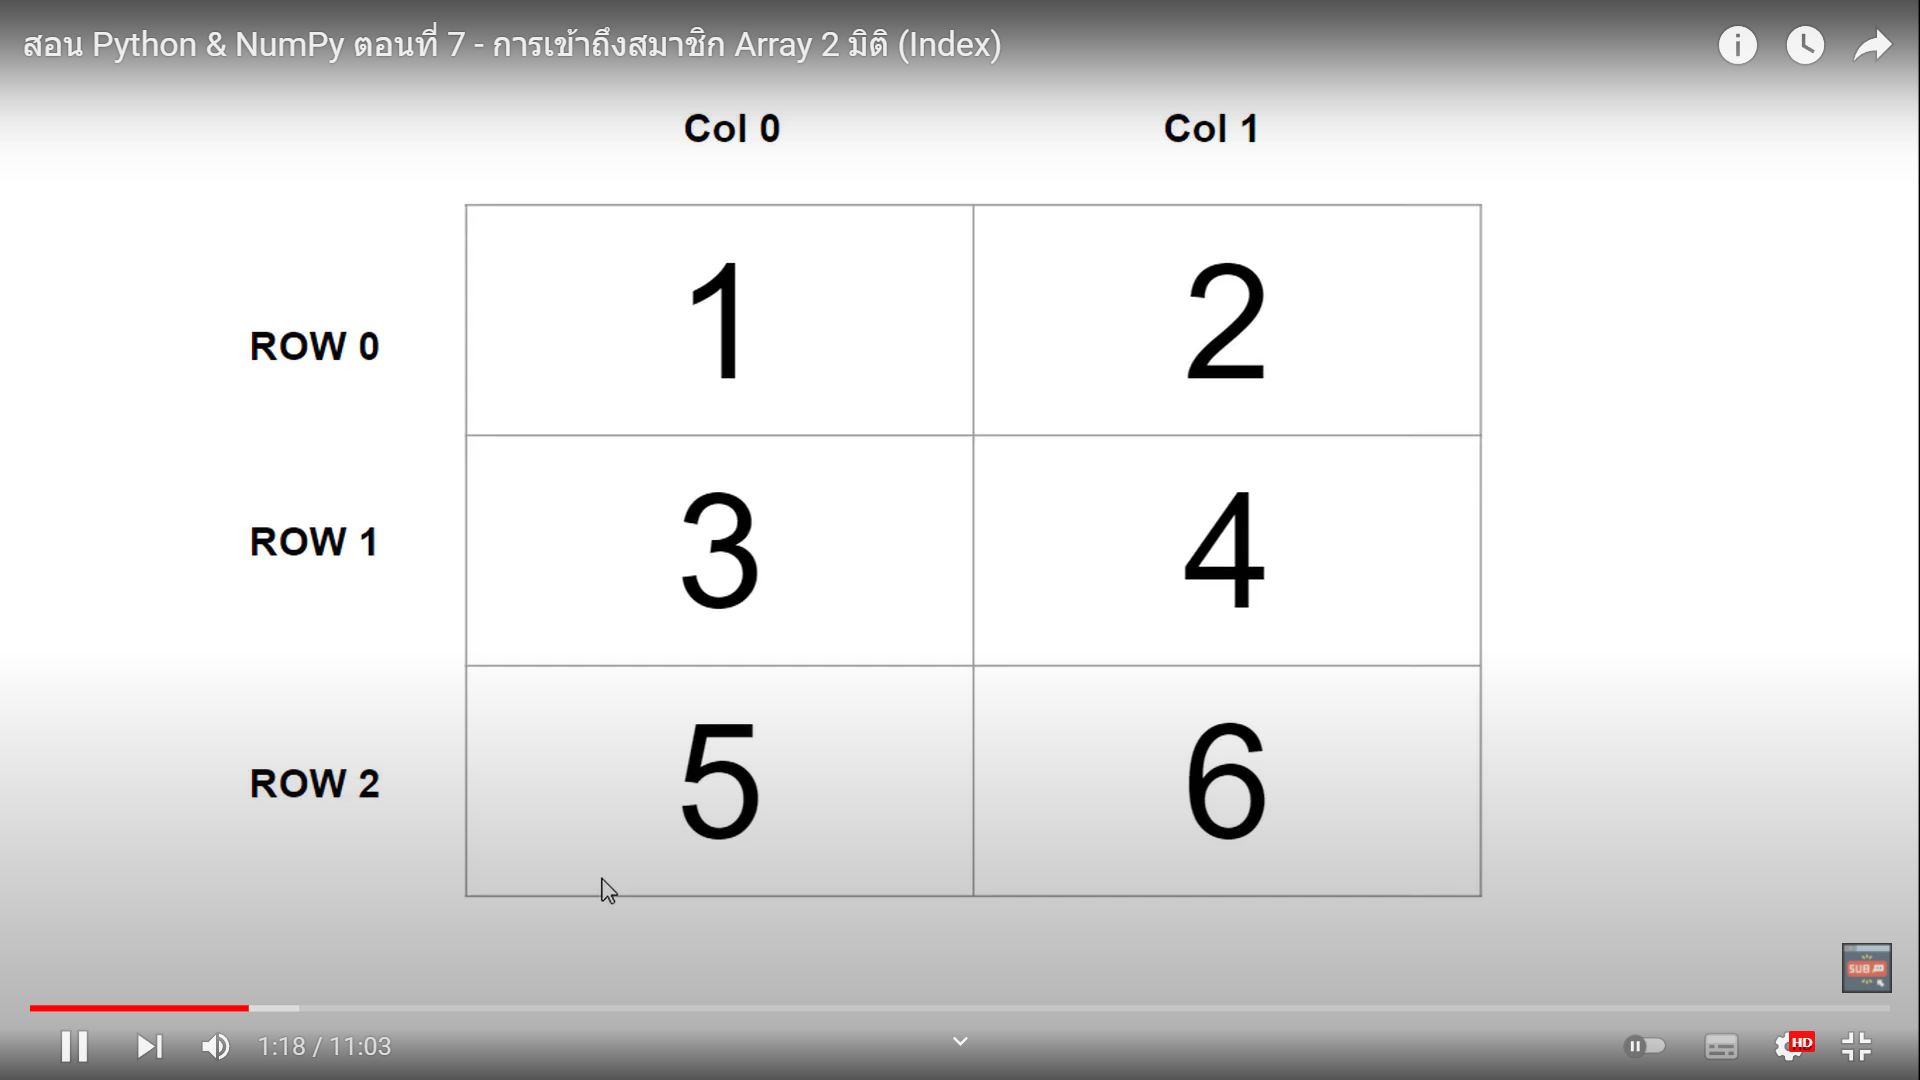 สอน Python & NumPy ตอนที่ 7 - การเข้าถึงสมาชิก Array 2 มิติ (Index)
Col 0 Col 1
ROW 0 1 2
ROW 1 3 4
ROW 2 5 6
SUB
1:18 / 11:03
HD